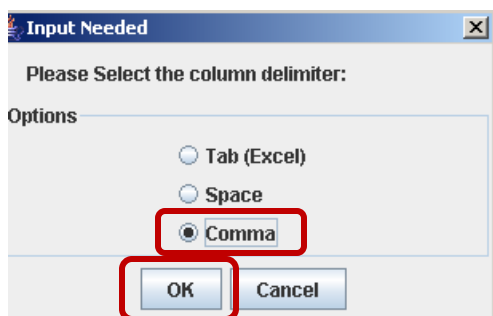 Input Needed
Please Select the column delimiter:
Options
Tab (Excel)
Space
Comma
OK Cancel